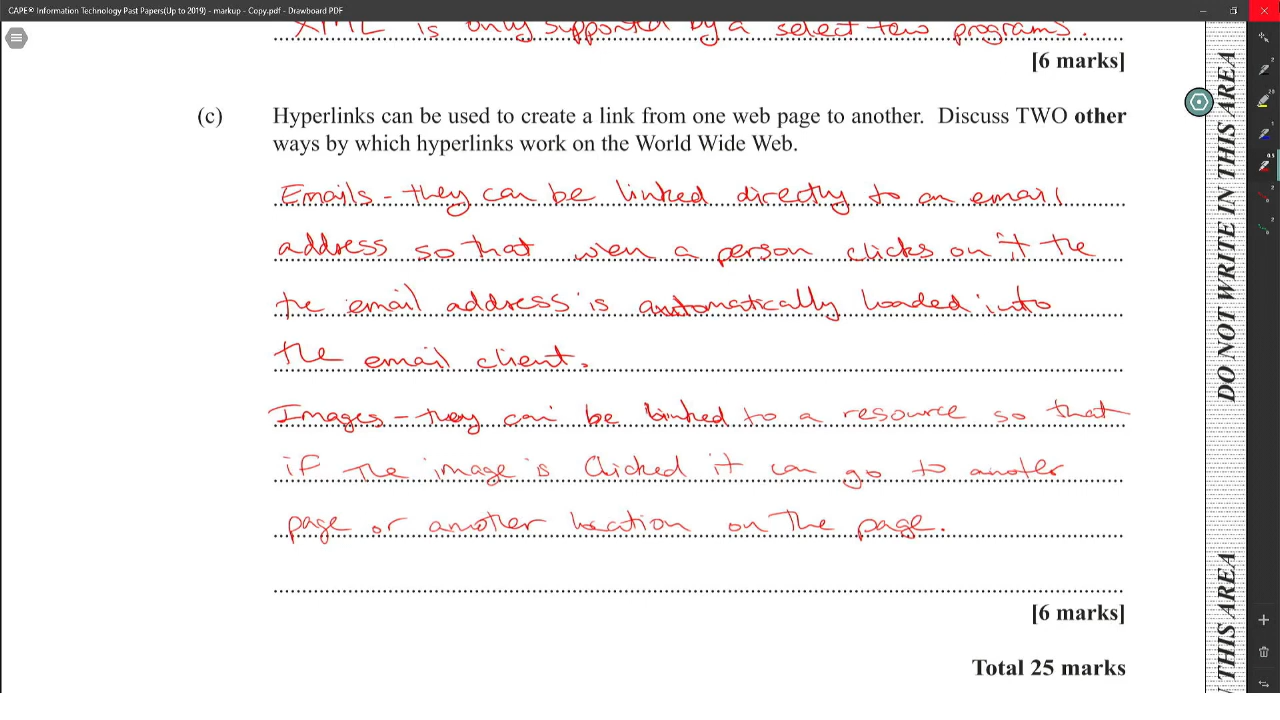 CAPE® Information Technology Past Papers(Up to 2019) - markup - Copy.pdf - Drawboard PDF
XML is only supported by a select few programs.
[6 marks]
(c) Hyperlinks can be used to create a link from one web page to another. Discuss TWO other
ways by which hyperlinks work on the World Wide Web.
Emails - they can be linked directly to an email
address so that wien a person clicks on it the
the email address is automatically loaded into
the email client.
Images - they can be linked to a resource so that
if the image is clicked it can go to anoter
page or another location on the page.
[6 marks]
Total 25 marks
DO NOT WRITE IN THIS AREA
THIS AREA